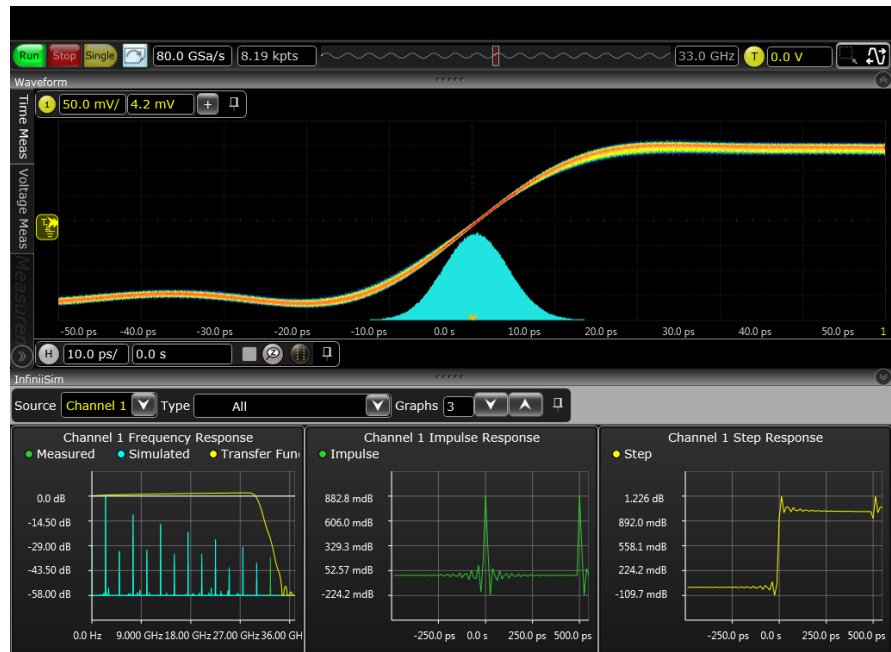 Run Stop Single 80.0 GSa/s 8.19 kpts 33.0 GHz T 0.0 V
Waveform
Time Meas
Voltage Meas
Measurem
1 50.0 mV/ 4.2 mV +
T
-50.0 ps -40.0 ps -30.0 ps -20.0 ps -10.0 ps 0.0 s 10.0 ps 20.0 ps 30.0 ps 40.0 ps 50.0 ps 1
H 10.0 ps/ 0.0 s Z
InfiniiSim
Source Channel 1 Type All Graphs 3
Channel 1 Frequency Response
Measured Simulated Transfer Fun
0.0 dB
-14.50 dB
-29.00 dB
-43.50 dB
-58.00 dB
0.0 Hz 9.000 GHz 18.00 GHz 27.00 GHz 36.00 GH
Channel 1 Impulse Response
Impulse
882.8 mdB
606.0 mdB
329.3 mdB
52.57 mdB
-224.2 mdB
-250.0 ps 0.0 s 250.0 ps 500.0 ps
Channel 1 Step Response
Step
1.226 dB
892.0 mdB
558.1 mdB
224.2 mdB
-109.7 mdB
-250.0 ps 0.0 s 250.0 ps 500.0 ps